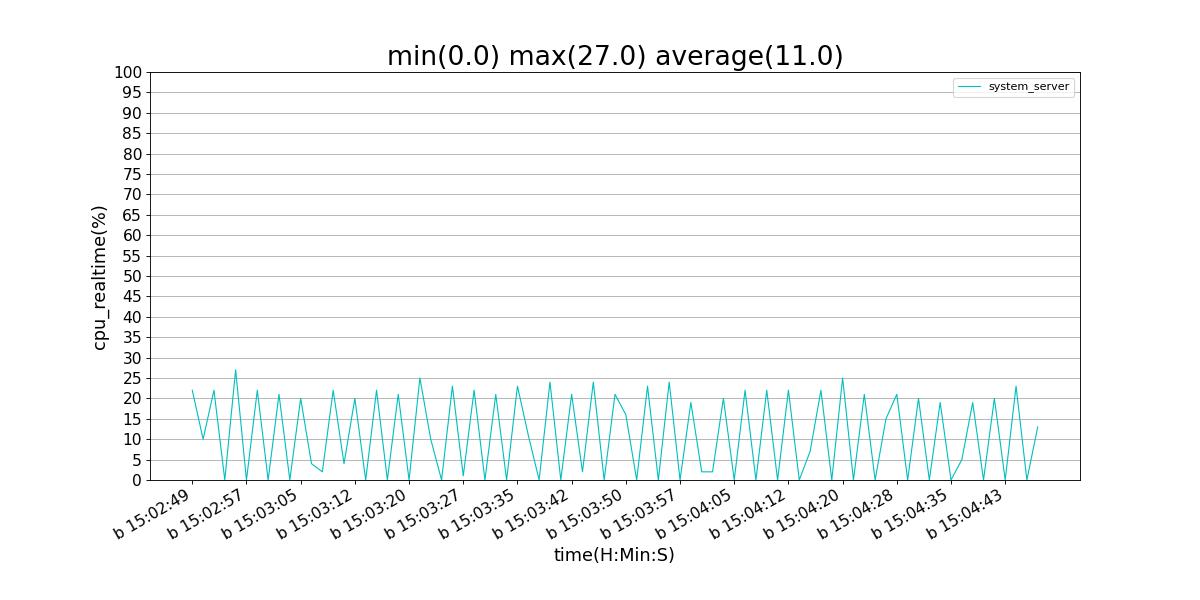 min(0.0) max(27.0) average(11.0)
system_server
100
95
90
85
80
75
70
65
60
55
50
45
40
35
30
25
20
15
10
5
0
cpu_realtime(%)
b 15:02:49
b 15:02:57
b 15:03:05
b 15:03:12
b 15:03:20
b 15:03:27
b 15:03:35
b 15:03:42
b 15:03:50
b 15:03:57
b 15:04:05
b 15:04:12
b 15:04:20
b 15:04:28
b 15:04:35
b 15:04:43
time(H:Min:S)